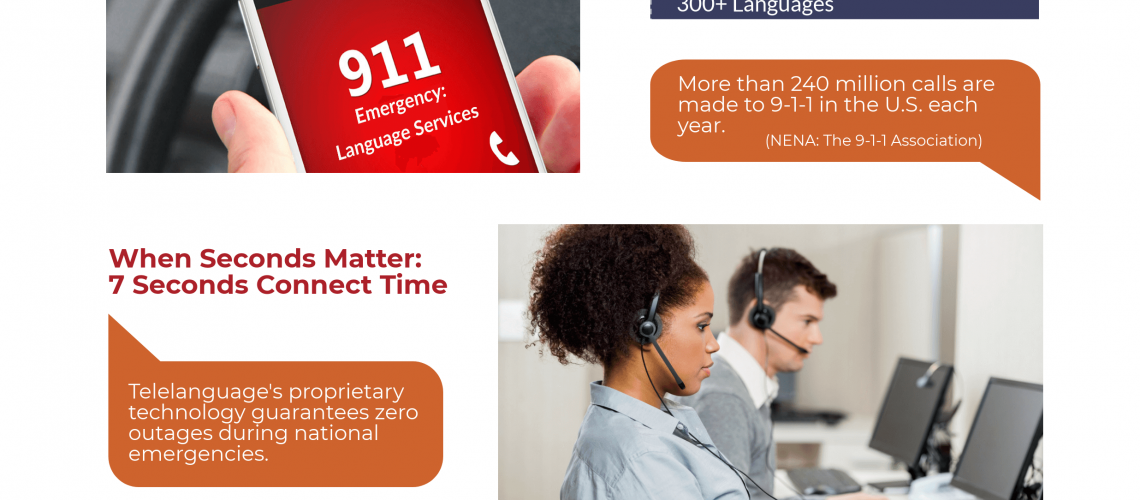 300+ Languages
911
Emergency:
Language Services
More than 240 million calls are
made to 9-1-1 in the U.S. each
year.
(NENA: The 9-1-1 Association)
When Seconds Matter:
7 Seconds Connect Time
Telelanguage's proprietary
technology guarantees zero
outages during national
emergencies.